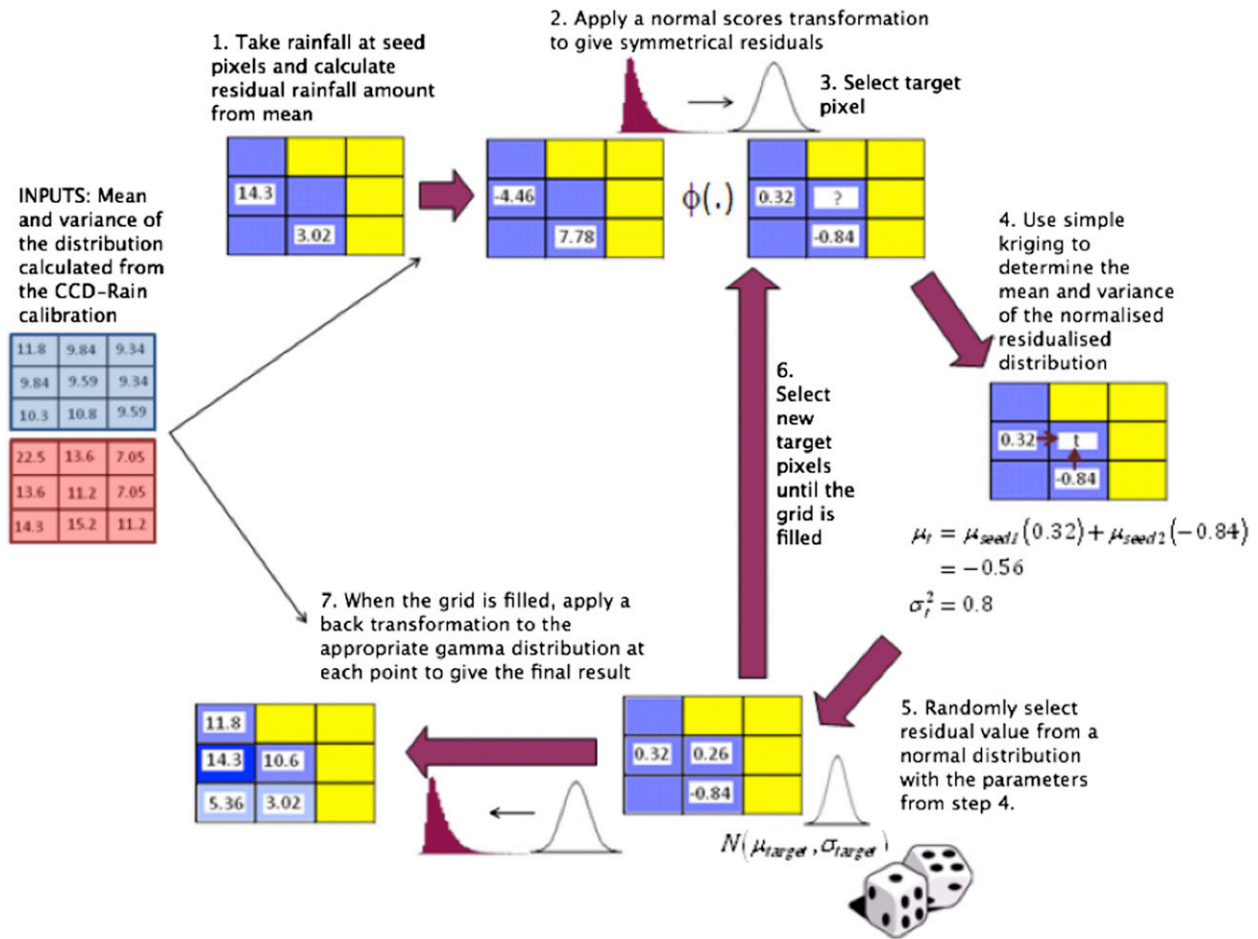 2. Apply a normal scores transformation
to give symmetrical residuals
1. Take rainfall at seed
pixels and calculate
residual rainfall amount
from mean
3. Select target
pixel
14.3
3.02
-4.46
7.78
ϕ(.)
0.32 ?
-0.84
INPUTS: Mean
and variance of
the distribution
calculated from
the CCD-Rain
calibration
11.8 9.84 9.34
9.84 9.59 9.34
10.3 10.8 9.59
22.5 13.6 7.05
13.6 11.2 7.05
14.3 15.2 11.2
4. Use simple
kriging to
determine the
mean and variance
of the normalised
residualised
distribution
0.32 t
-0.84
μt = μseed1(0.32)+μseed2(-0.84)
= -0.56
σt² = 0.8
6.
Select
new
target
pixels
until the
grid is
filled
7. When the grid is filled, apply a
back transformation to the
appropriate gamma distribution at
each point to give the final result
11.8
14.3 10.6
5.36 3.02
0.32 0.26
-0.84
5. Randomly select
residual value from a
normal distribution
with the parameters
from step 4.
N(μtarget,σtarget)